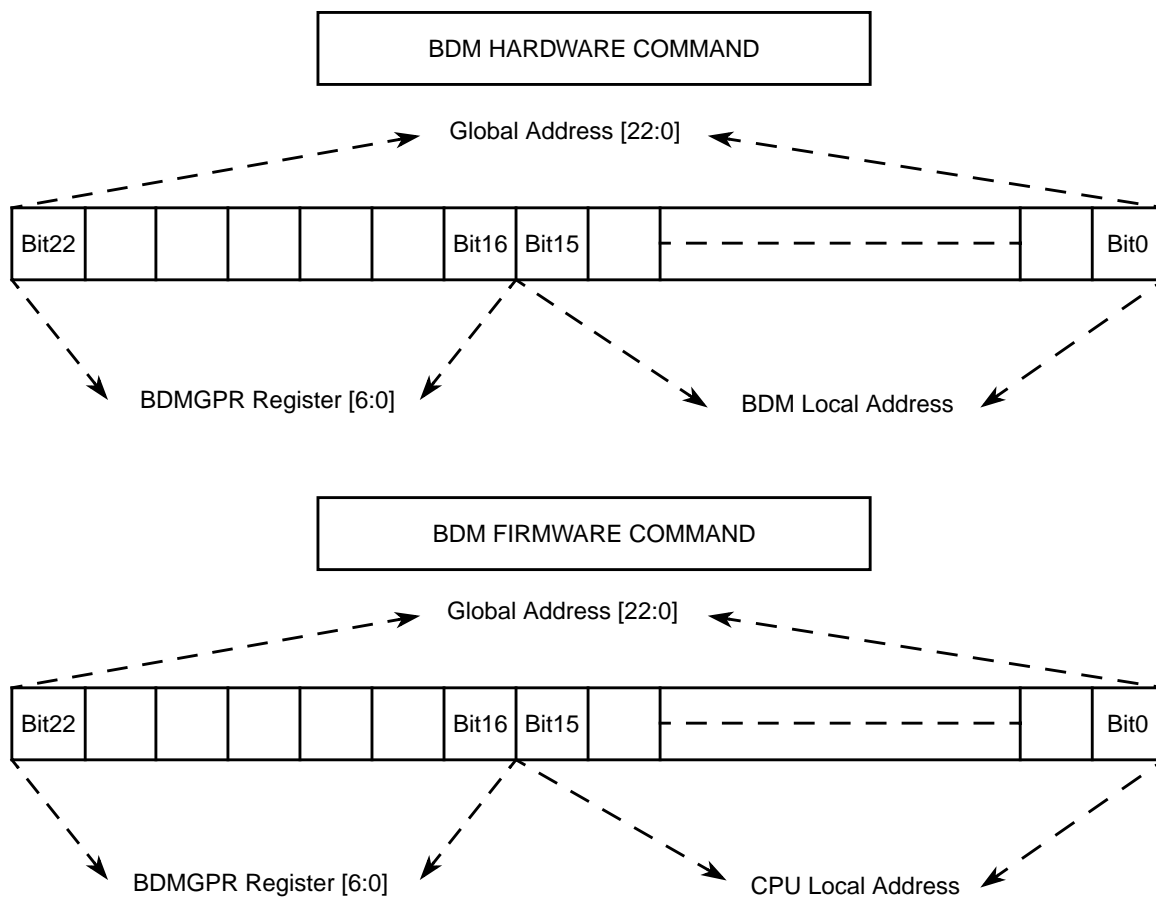 BDM HARDWARE COMMAND
Global Address [22:0]
Bit22 Bit16 Bit15 Bit0
BDMGPR Register [6:0] BDM Local Address
BDM FIRMWARE COMMAND
Global Address [22:0]
Bit22 Bit16 Bit15 Bit0
BDMGPR Register [6:0] CPU Local Address